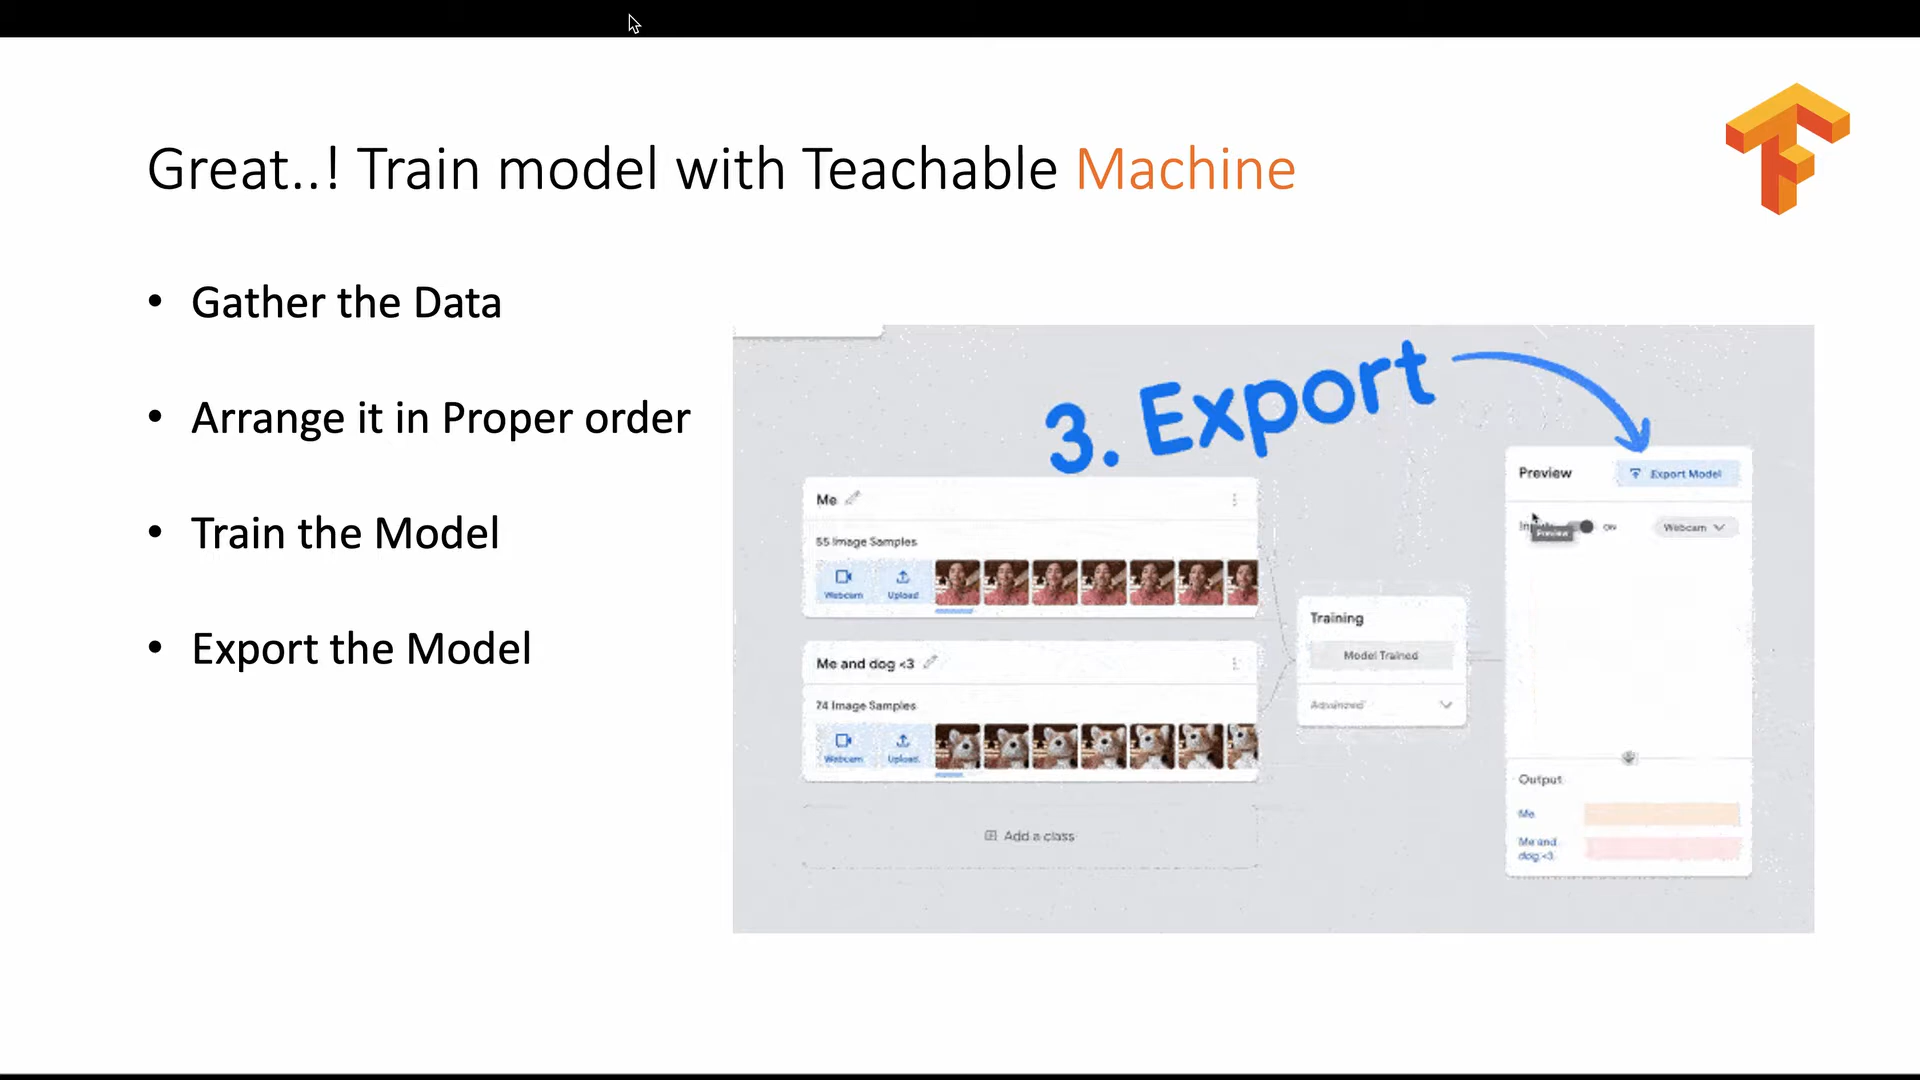 Great..! Train model with Teachable Machine
• Gather the Data
• Arrange it in Proper order
• Train the Model
• Export the Model
3. Export
Me
55 Image Samples
Webcam Upload
Me and dog <3
74 Image Samples
Webcam Upload
Add a class
Training
Model Trained
Advanced
Preview Export Model
ON Webcam
Preview
Output
Me
Me and
dog <3